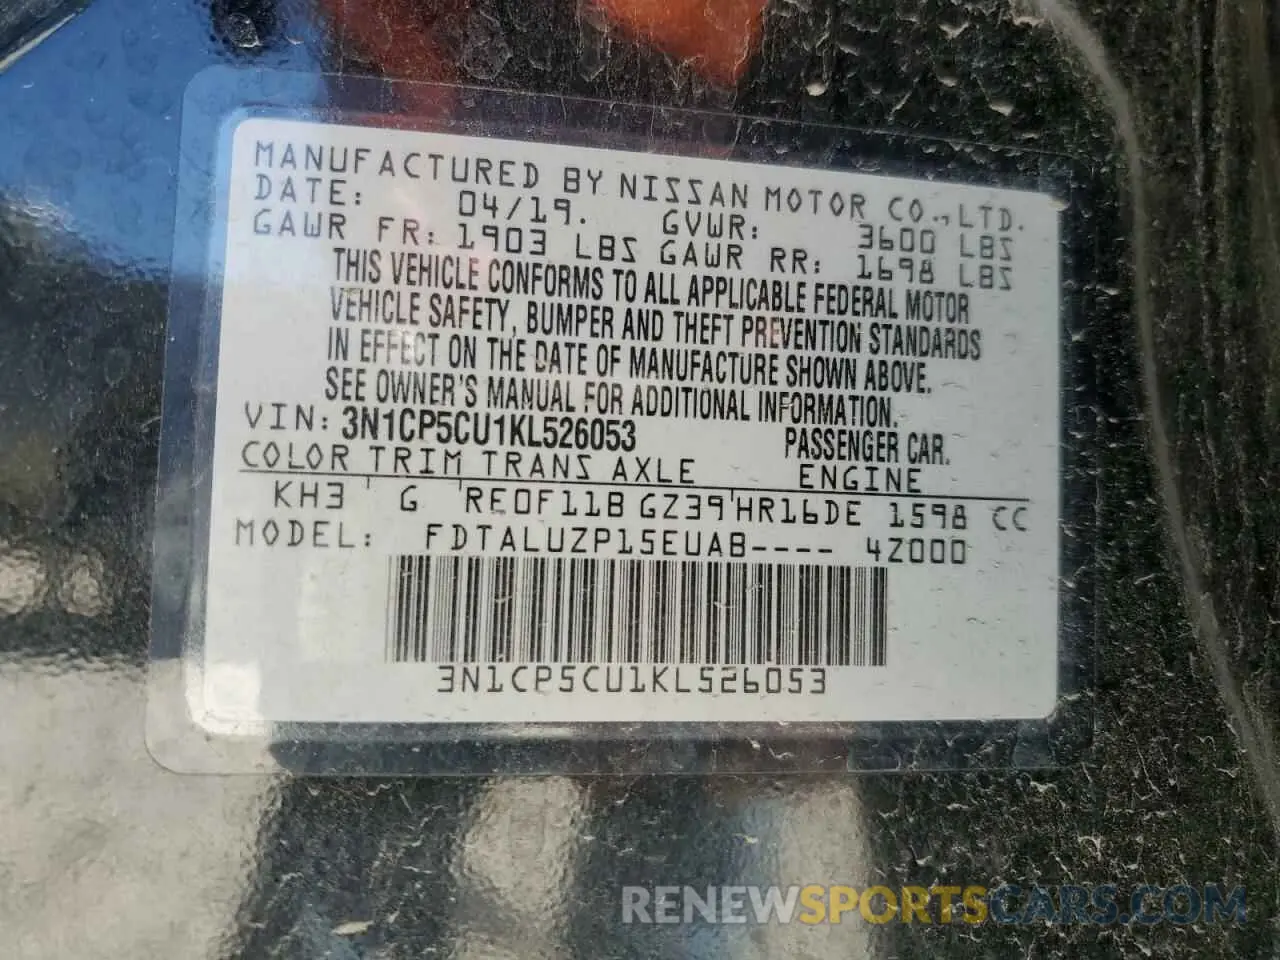 MANUFACTURED BY NISSAN MOTOR CO., LTD.
DATE: 04/19. GVWR: 3600 LBS
GAWR FR: 1903 LBS GAWR RR: 1698 LBS
THIS VEHICLE CONFORMS TO ALL APPLICABLE FEDERAL MOTOR
VEHICLE SAFETY, BUMPER AND THEFT PREVENTION STANDARDS
IN EFFECT ON THE DATE OF MANUFACTURE SHOWN ABOVE.
SEE OWNER'S MANUAL FOR ADDITIONAL INFORMATION.
VIN: 3N1CP5CU1KL526053 PASSENGER CAR.
COLOR TRIM TRANS AXLE ENGINE
KH3 ' G 'RE0F11B GZ39'HR16DE 1598 CC
MODEL: FDTALUZP15EUAB---- 4Z000
3N1CP5CU1KL526053
RENEWSPORTSCARS.COM